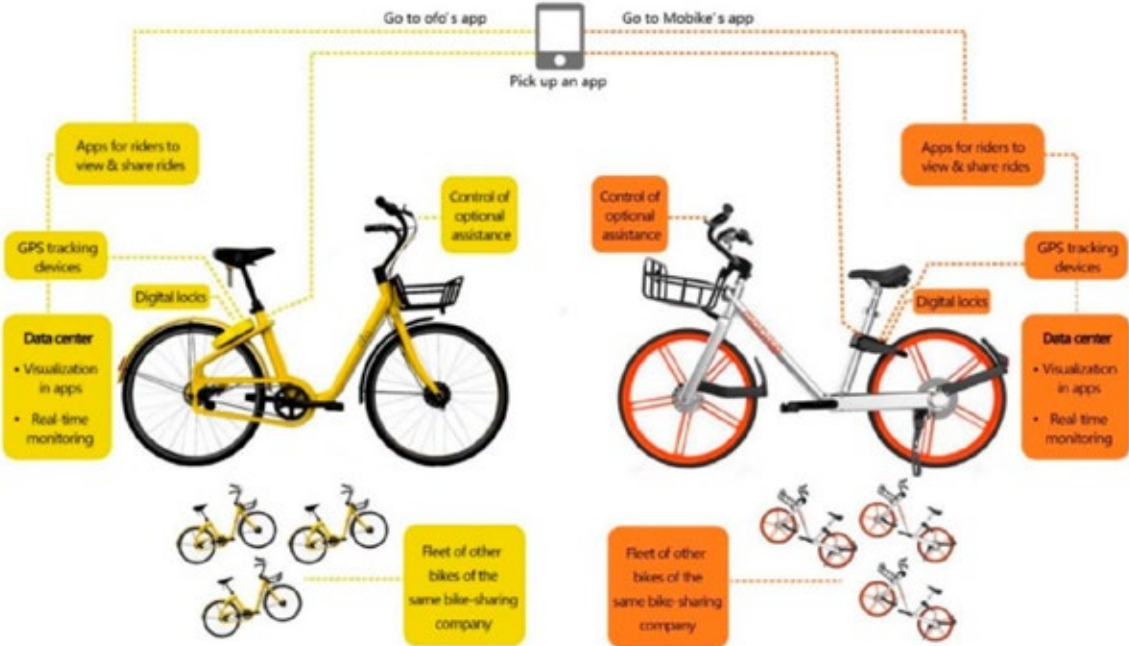 Go to ofo's app
Go to Mobike's app
Pick up an app
Apps for riders to
view & share rides
Control of
optional
assistance
GPS tracking
devices
Digital locks
Data center
• Visualization
in apps
• Real-time
monitoring
Fleet of other
bikes of the
same bike-sharing
company
Apps for riders to
view & share rides
Control of
optional
assistance
GPS tracking
devices
Digital locks
Data center
• Visualization
in apps
• Real-time
monitoring
Fleet of other
bikes of the
same bike-sharing
company